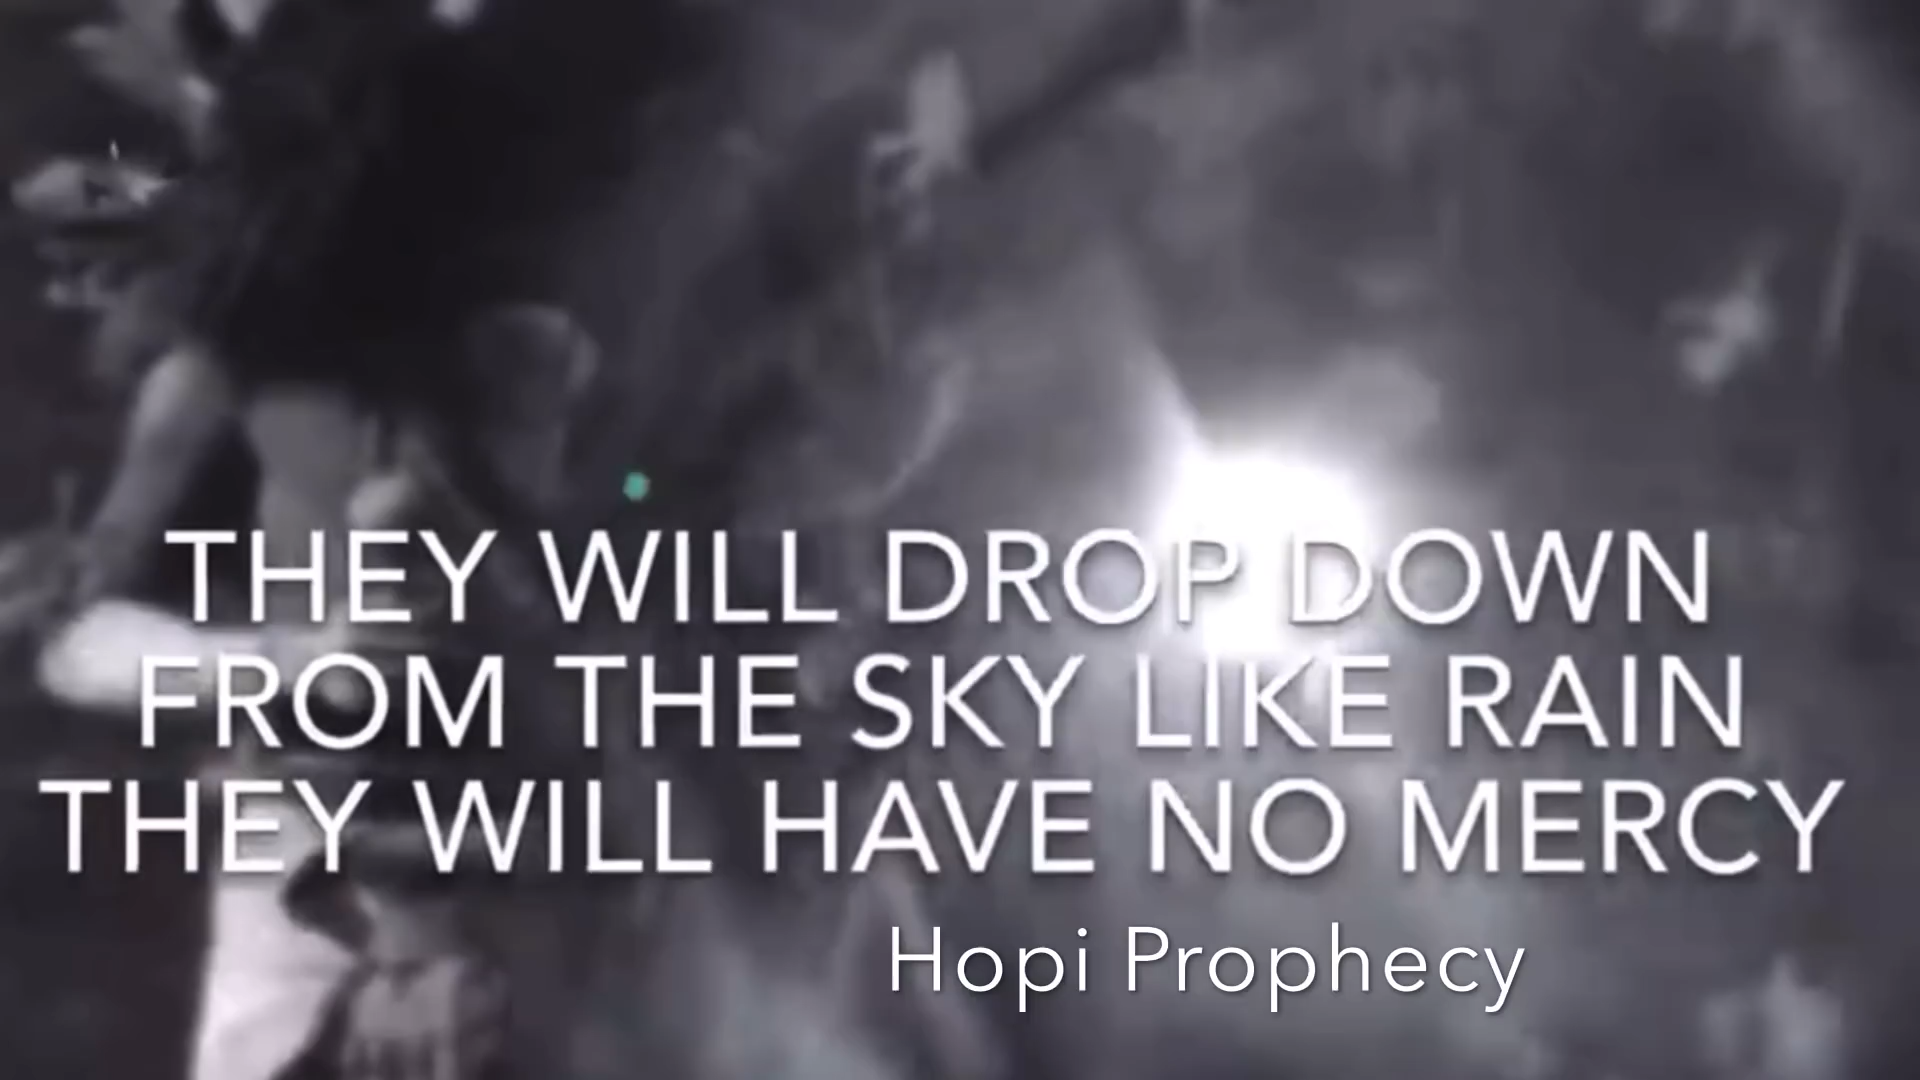 THEY WILL DROP DOWN
FROM THE SKY LIKE RAIN
THEY WILL HAVE NO MERCY
Hopi Prophecy